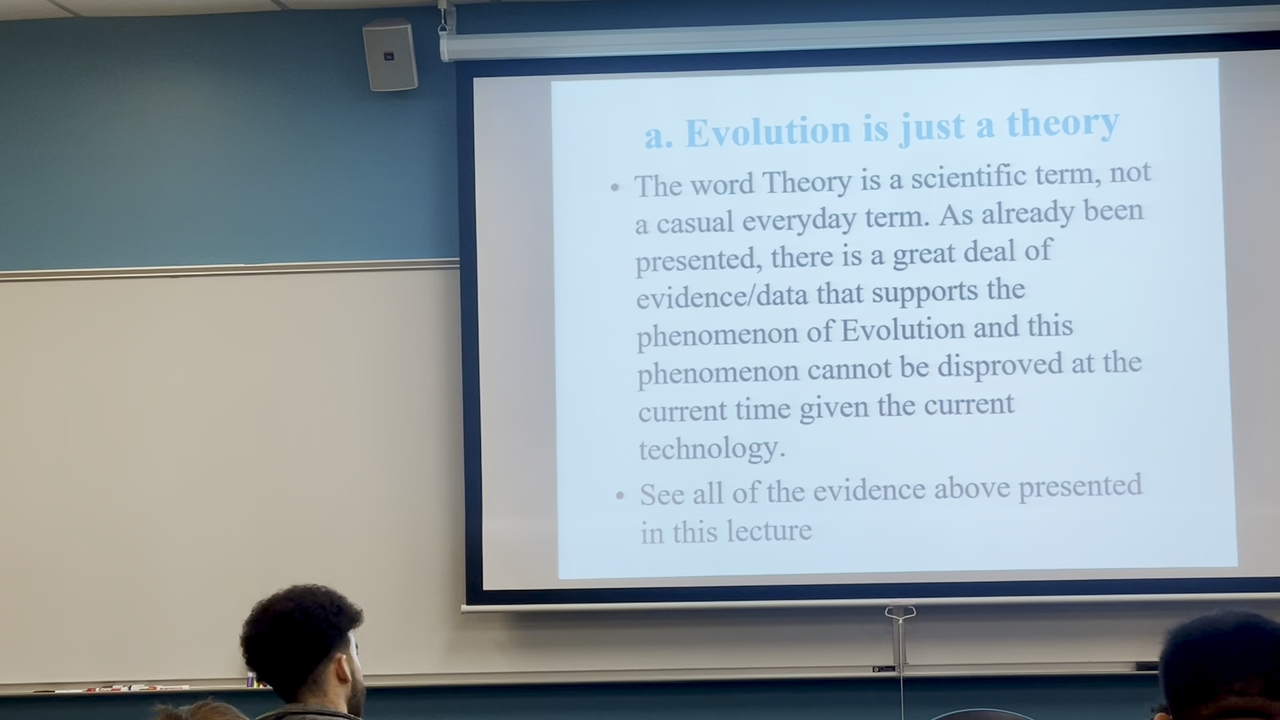 a. Evolution is just a theory
• The word Theory is a scientific term, not
a casual everyday term. As already been
presented, there is a great deal of
evidence/data that supports the
phenomenon of Evolution and this
phenomenon cannot be disproved at the
current time given the current
technology.
• See all of the evidence above presented
in this lecture